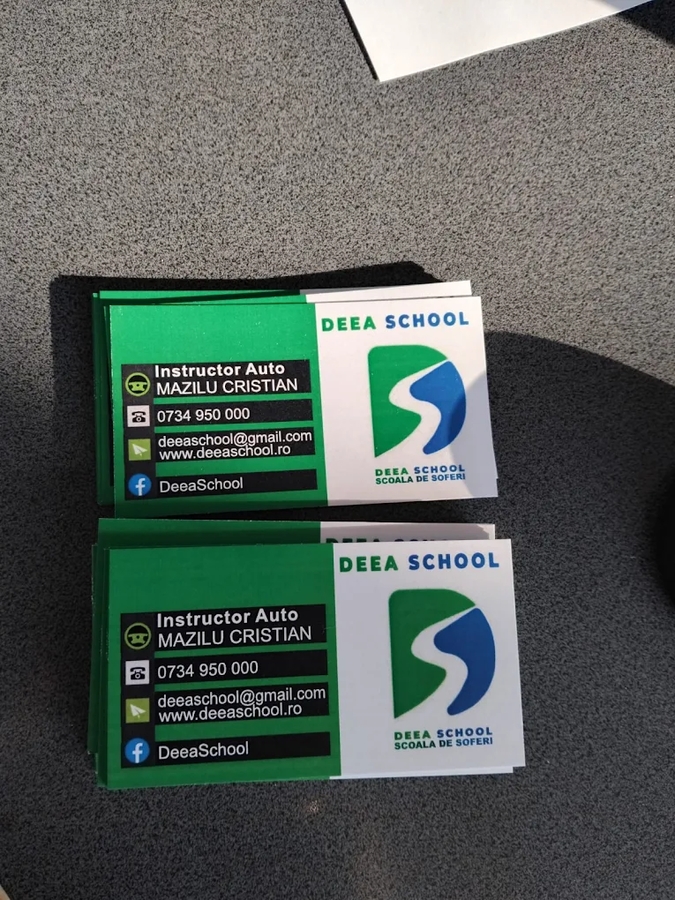 DEEA SCHOOL
Instructor Auto
MAZILU CRISTIAN
0734 950 000
deeaschool@gmail.com
www.deeaschool.ro
DeeaSchool
DEEA SCHOOL
SCOALA DE SOFERI
DEEA SCHOOL
DEEA SCHOOL
Instructor Auto
MAZILU CRISTIAN
0734 950 000
deeaschool@gmail.com
www.deeaschool.ro
DeeaSchool
DEEA SCHOOL
SCOALA DE SOFERI